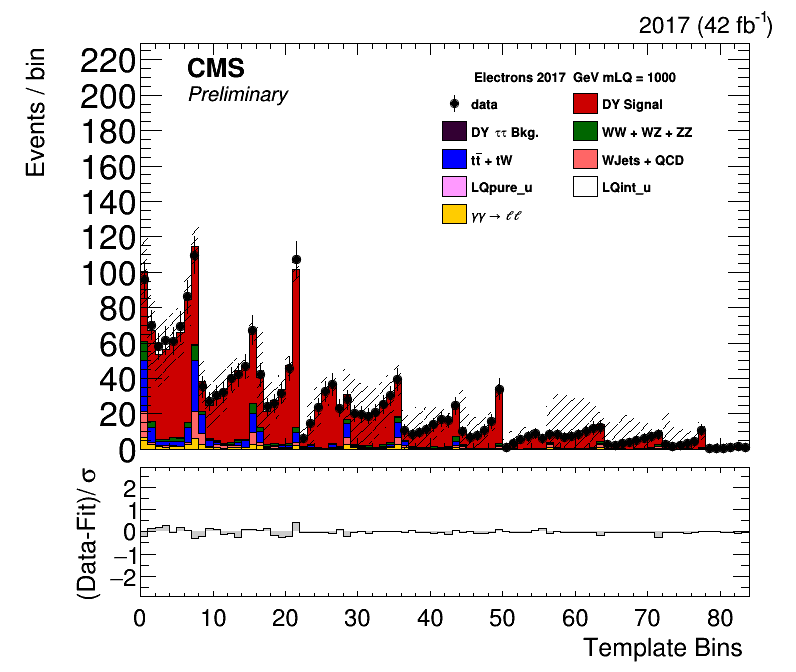 2017 (42 fb-1)
Events / bin
220
200
180
160
140
120
100
80
60
40
20
0
CMS
Preliminary
Electrons 2017 GeV mLQ = 1000
data
DY Signal
DY ττ Bkg.
WW + WZ + ZZ
tt̄ + tW
WJets + QCD
LQpure_u
LQint_u
γγ → ℓℓ
(Data-Fit)/ σ
2
1
0
−1
−2
0 10 20 30 40 50 60 70 80
Template Bins